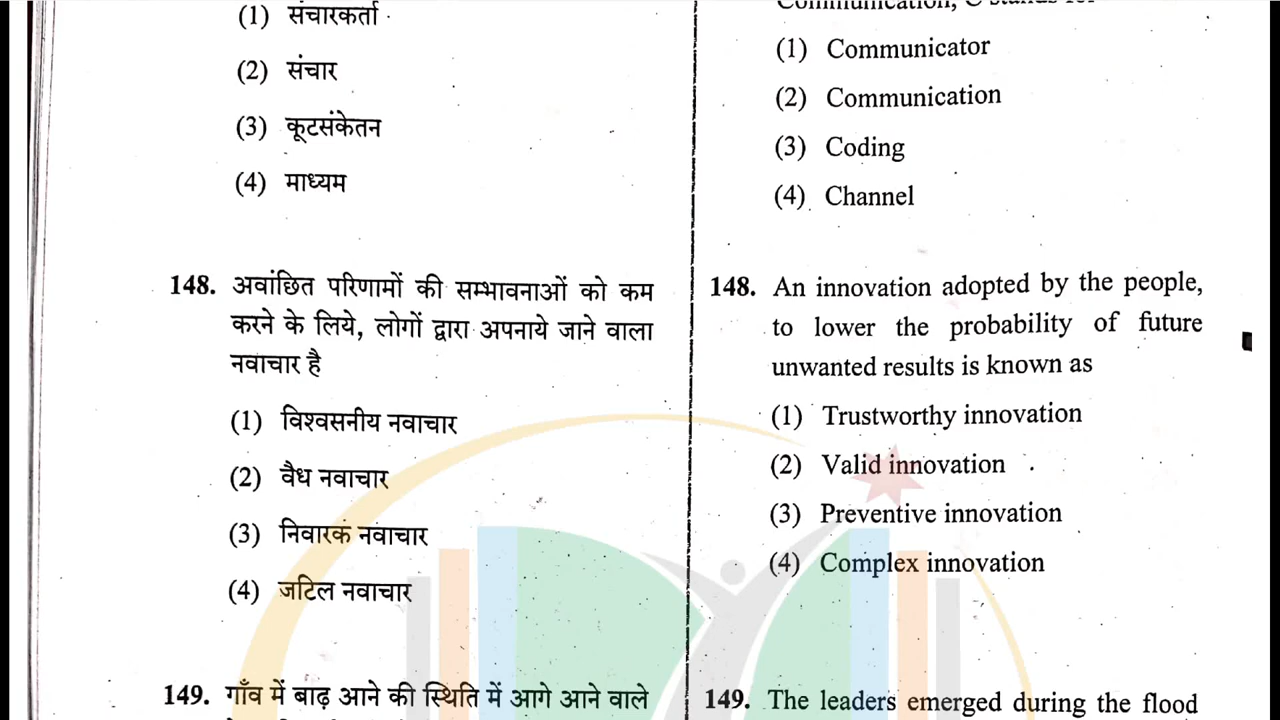 (1) संचारकर्ता
(2) संचार
(3) कूटसंकेतन
(4) माध्यम
148. अवांछित परिणामों की सम्भावनाओं को कम
करने के लिये, लोगों द्वारा अपनाये जाने वाला
नवाचार है
(1) विश्वसनीय नवाचार
(2) वैध नवाचार
(3) निवारक नवाचार
(4) जटिल नवाचार
149. गाँव में बाढ़ आने की स्थिति में आगे आने वाले
Communication, C stands for
(1) Communicator
(2) Communication
(3) Coding
(4) Channel
148. An innovation adopted by the people,
to lower the probability of future
unwanted results is known as
(1) Trustworthy innovation
(2) Valid innovation
(3) Preventive innovation
(4) Complex innovation
149. The leaders emerged during the flood